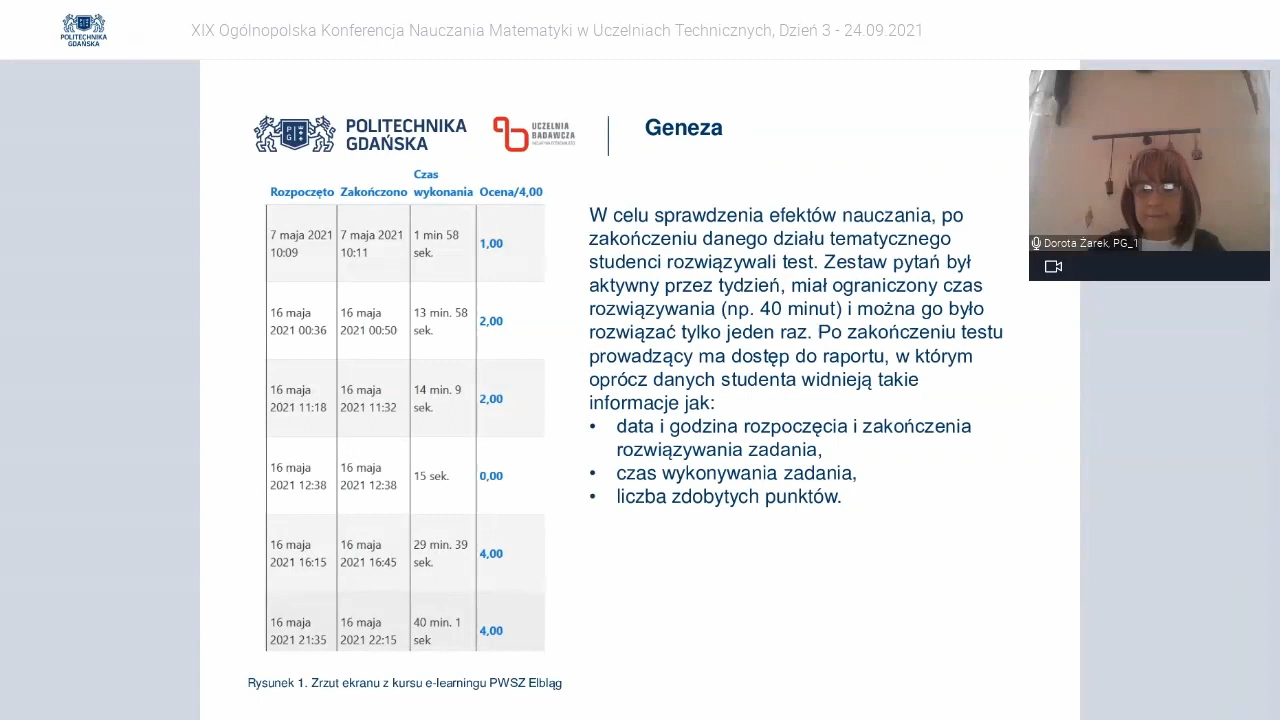 POLITECHNIKA
GDAŃSKA
XIX Ogólnopolska Konferencja Nauczania Matematyki w Uczelniach Technicznych, Dzień 3 - 24.09.2021
P G
POLITECHNIKA
GDAŃSKA
UCZELNIA
BADAWCZA
Geneza
Rozpoczęto Zakończono Czas wykonania Ocena/4,00
7 maja 2021 10:09 7 maja 2021 10:11 1 min 58 sek. 1,00
16 maja 2021 00:36 16 maja 2021 00:50 13 min. 58 sek. 2,00
16 maja 2021 11:18 16 maja 2021 11:32 14 min. 9 sek. 2,00
16 maja 2021 12:38 16 maja 2021 12:38 15 sek. 0,00
16 maja 2021 16:15 16 maja 2021 16:45 29 min. 39 sek. 4,00
16 maja 2021 21:35 16 maja 2021 22:15 40 min. 1 sek 4,00
Rysunek 1. Zrzut ekranu z kursu e-learningu PWSZ Elbląg
W celu sprawdzenia efektów nauczania, po
zakończeniu danego działu tematycznego
studenci rozwiązywali test. Zestaw pytań był
aktywny przez tydzień, miał ograniczony czas
rozwiązywania (np. 40 minut) i można go było
rozwiązać tylko jeden raz. Po zakończeniu testu
prowadzący ma dostęp do raportu, w którym
oprócz danych studenta widnieją takie
informacje jak:
• data i godzina rozpoczęcia i zakończenia
rozwiązywania zadania,
• czas wykonywania zadania,
• liczba zdobytych punktów.
Dorota Żarek, PG_1